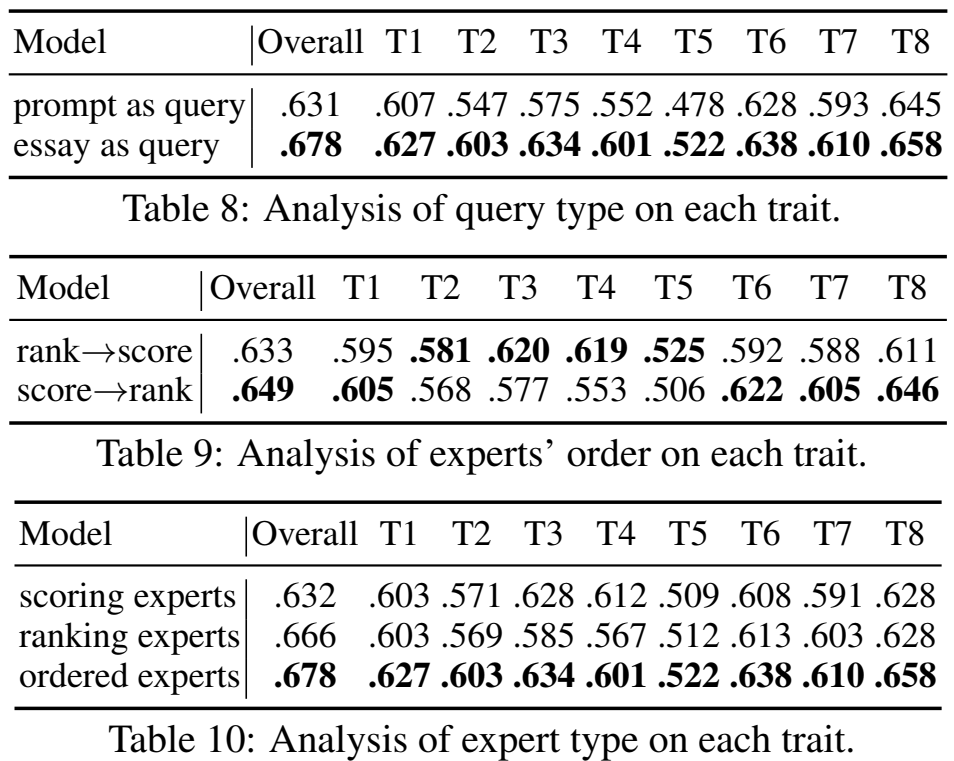 Model Overall T1 T2 T3 T4 T5 T6 T7 T8
prompt as query .631 .607 .547 .575 .552 .478 .628 .593 .645
essay as query .678 .627 .603 .634 .601 .522 .638 .610 .658
Table 8: Analysis of query type on each trait.
Model Overall T1 T2 T3 T4 T5 T6 T7 T8
rank→score .633 .595 .581 .620 .619 .525 .592 .588 .611
score→rank .649 .605 .568 .577 .553 .506 .622 .605 .646
Table 9: Analysis of experts’ order on each trait.
Model Overall T1 T2 T3 T4 T5 T6 T7 T8
scoring experts .632 .603 .571 .628 .612 .509 .608 .591 .628
ranking experts .666 .603 .569 .585 .567 .512 .613 .603 .628
ordered experts .678 .627 .603 .634 .601 .522 .638 .610 .658
Table 10: Analysis of expert type on each trait.